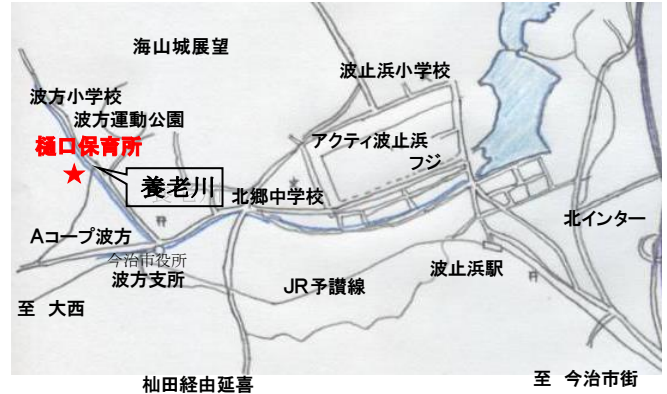 海山城展望
波止浜小学校
波方小学校
波方運動公園
樋口保育所
アクティ波止浜
フジ
養老川
北郷中学校
北インター
Aコープ波方
今治市役所
波方支所
波止浜駅
JR予讃線
至 大西
杣田経由延喜
至 今治市街